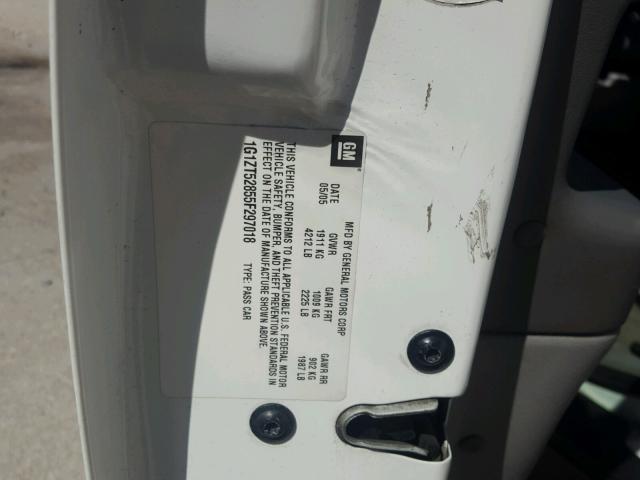 GM
MFD BY GENERAL MOTORS CORP
DATE GVWR GAWR FRT GAWR RR
05/05 1911 KG 1009 KG 902 KG
4212 LB 2225 LB 1987 LB
THIS VEHICLE CONFORMS TO ALL APPLICABLE U.S. FEDERAL MOTOR
VEHICLE SAFETY, BUMPER, AND THEFT PREVENTION STANDARDS IN
EFFECT ON THE DATE OF MANUFACTURE SHOWN ABOVE.
1G1ZT52855F297018 TYPE: PASS CAR